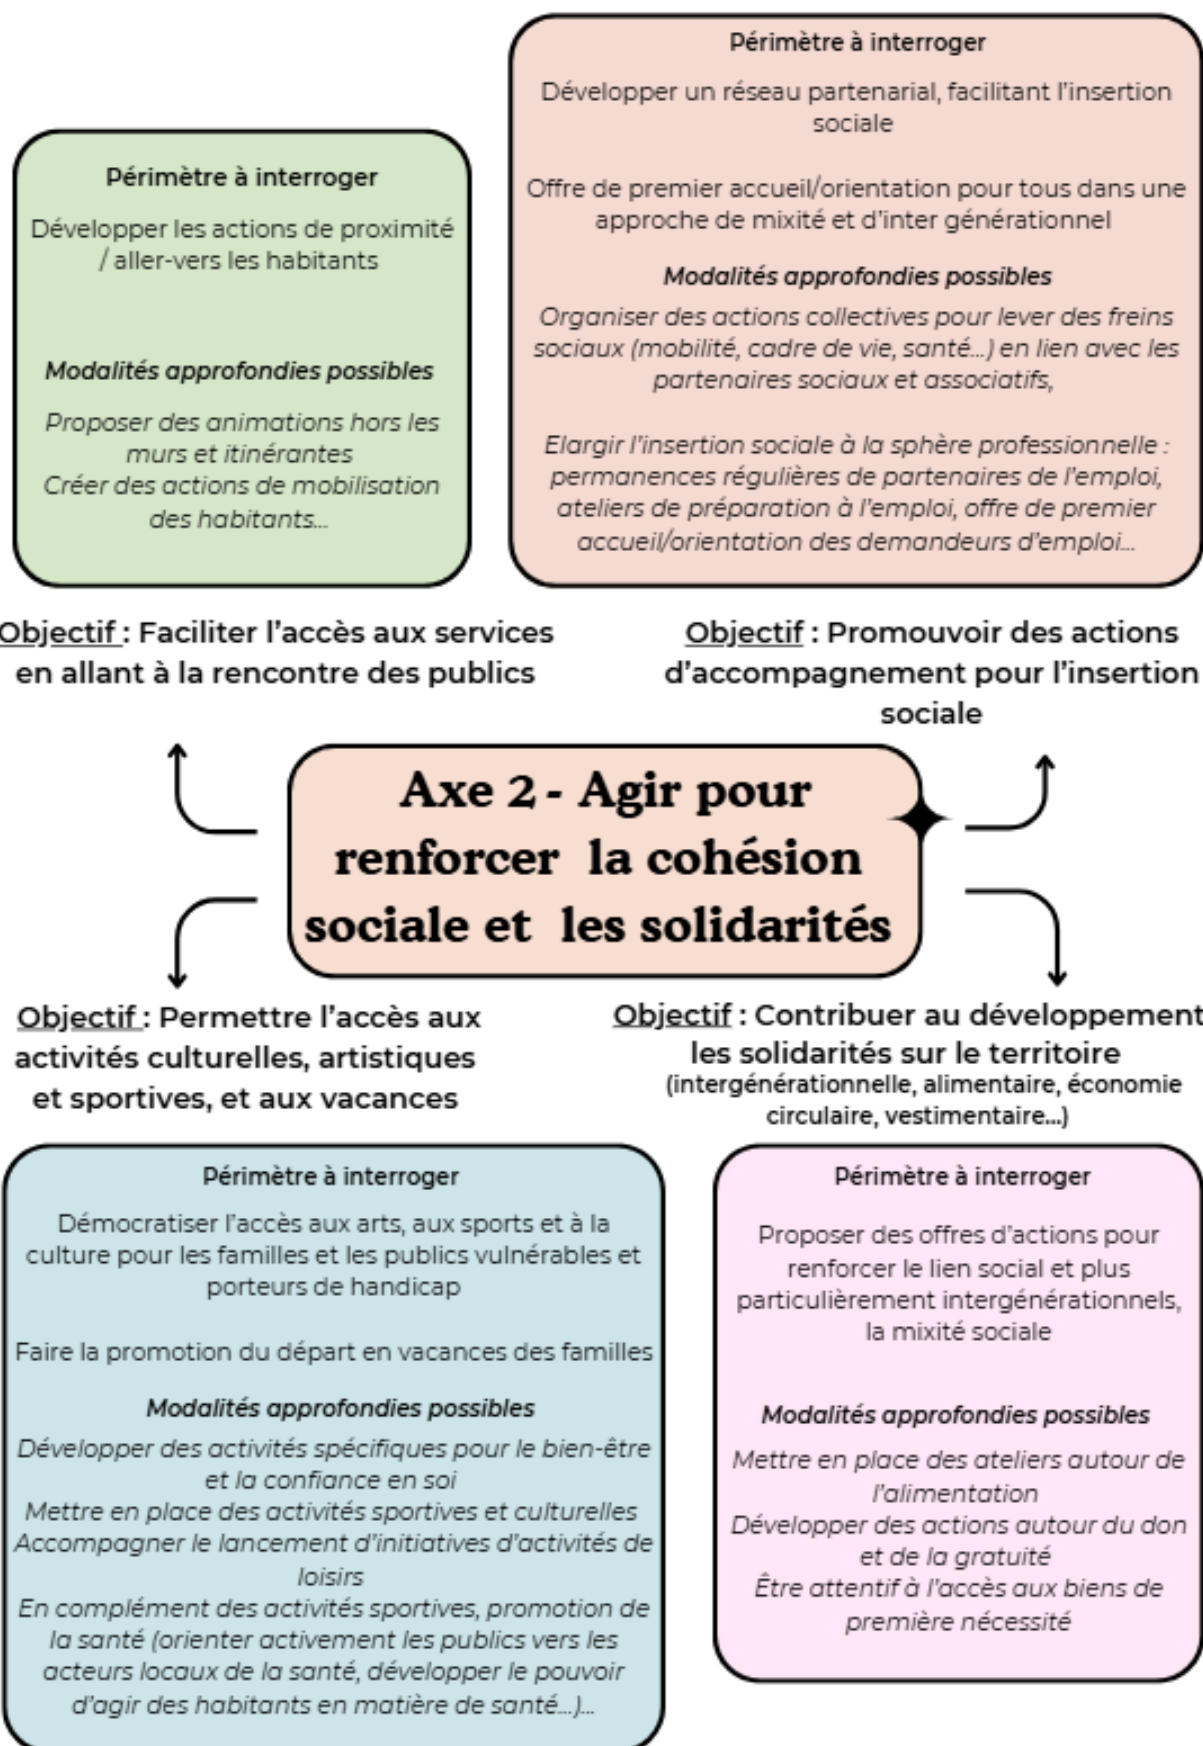 Périmètre à interroger
Développer les actions de proximité
/ aller-vers les habitants
Modalités approfondies possibles
Proposer des animations hors les
murs et itinérantes
Créer des actions de mobilisation
des habitants...
Périmètre à interroger
Développer un réseau partenarial, facilitant l'insertion
sociale
Offre de premier accueil/orientation pour tous dans une
approche de mixité et d'inter générationnel
Modalités approfondies possibles
Organiser des actions collectives pour lever des freins
sociaux (mobilité, cadre de vie, santé...) en lien avec les
partenaires sociaux et associatifs,
Elargir l'insertion sociale à la sphère professionnelle :
permanences régulières de partenaires de l'emploi,
ateliers de préparation à l'emploi, offre de premier
accueil/orientation des demandeurs d'emploi...
Objectif : Faciliter l'accès aux services
en allant à la rencontre des publics
Objectif : Promouvoir des actions
d'accompagnement pour l'insertion
sociale
Axe 2 - Agir pour
renforcer la cohésion
sociale et les solidarités
Objectif : Permettre l'accès aux
activités culturelles, artistiques
et sportives, et aux vacances
Objectif : Contribuer au développement
les solidarités sur le territoire
(intergénérationnelle, alimentaire, économie
circulaire, vestimentaire...)
Périmètre à interroger
Démocratiser l'accès aux arts, aux sports et à la
culture pour les familles et les publics vulnérables et
porteurs de handicap
Faire la promotion du départ en vacances des familles
Modalités approfondies possibles
Développer des activités spécifiques pour le bien-être
et la confiance en soi
Mettre en place des activités sportives et culturelles
Accompagner le lancement d'initiatives d'activités de
loisirs
En complément des activités sportives, promotion de
la santé (orienter activement les publics vers les
acteurs locaux de la santé, développer le pouvoir
d'agir des habitants en matière de santé...)...
Périmètre à interroger
Proposer des offres d'actions pour
renforcer le lien social et plus
particulièrement intergénérationnels,
la mixité sociale
Modalités approfondies possibles
Mettre en place des ateliers autour de
l'alimentation
Développer des actions autour du don
et de la gratuité
Être attentif à l'accès aux biens de
première nécessité